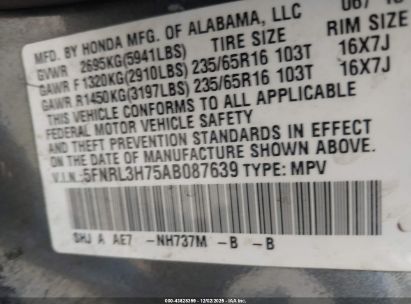 MFD. BY HONDA MFG. OF ALABAMA, LLC
GVWR 2695KG(5941LBS) TIRE SIZE RIM SIZE
GAWR F1320KG(2910LBS) 235/65R16 103T 16X7J
GAWR R1450KG(3197LBS) 235/65R16 103T 16X7J
THIS VEHICLE CONFORMS TO ALL APPLICABLE
FEDERAL MOTOR VEHICLE SAFETY
AND THEFT PREVENTION STANDARDS IN EFFECT
ON THE DATE OF MANUFACTURE SHOWN ABOVE.
V.I.N.: 5FNRL3H75AB087639 TYPE: MPV
SHJ A AE7 -NH737M -B -B